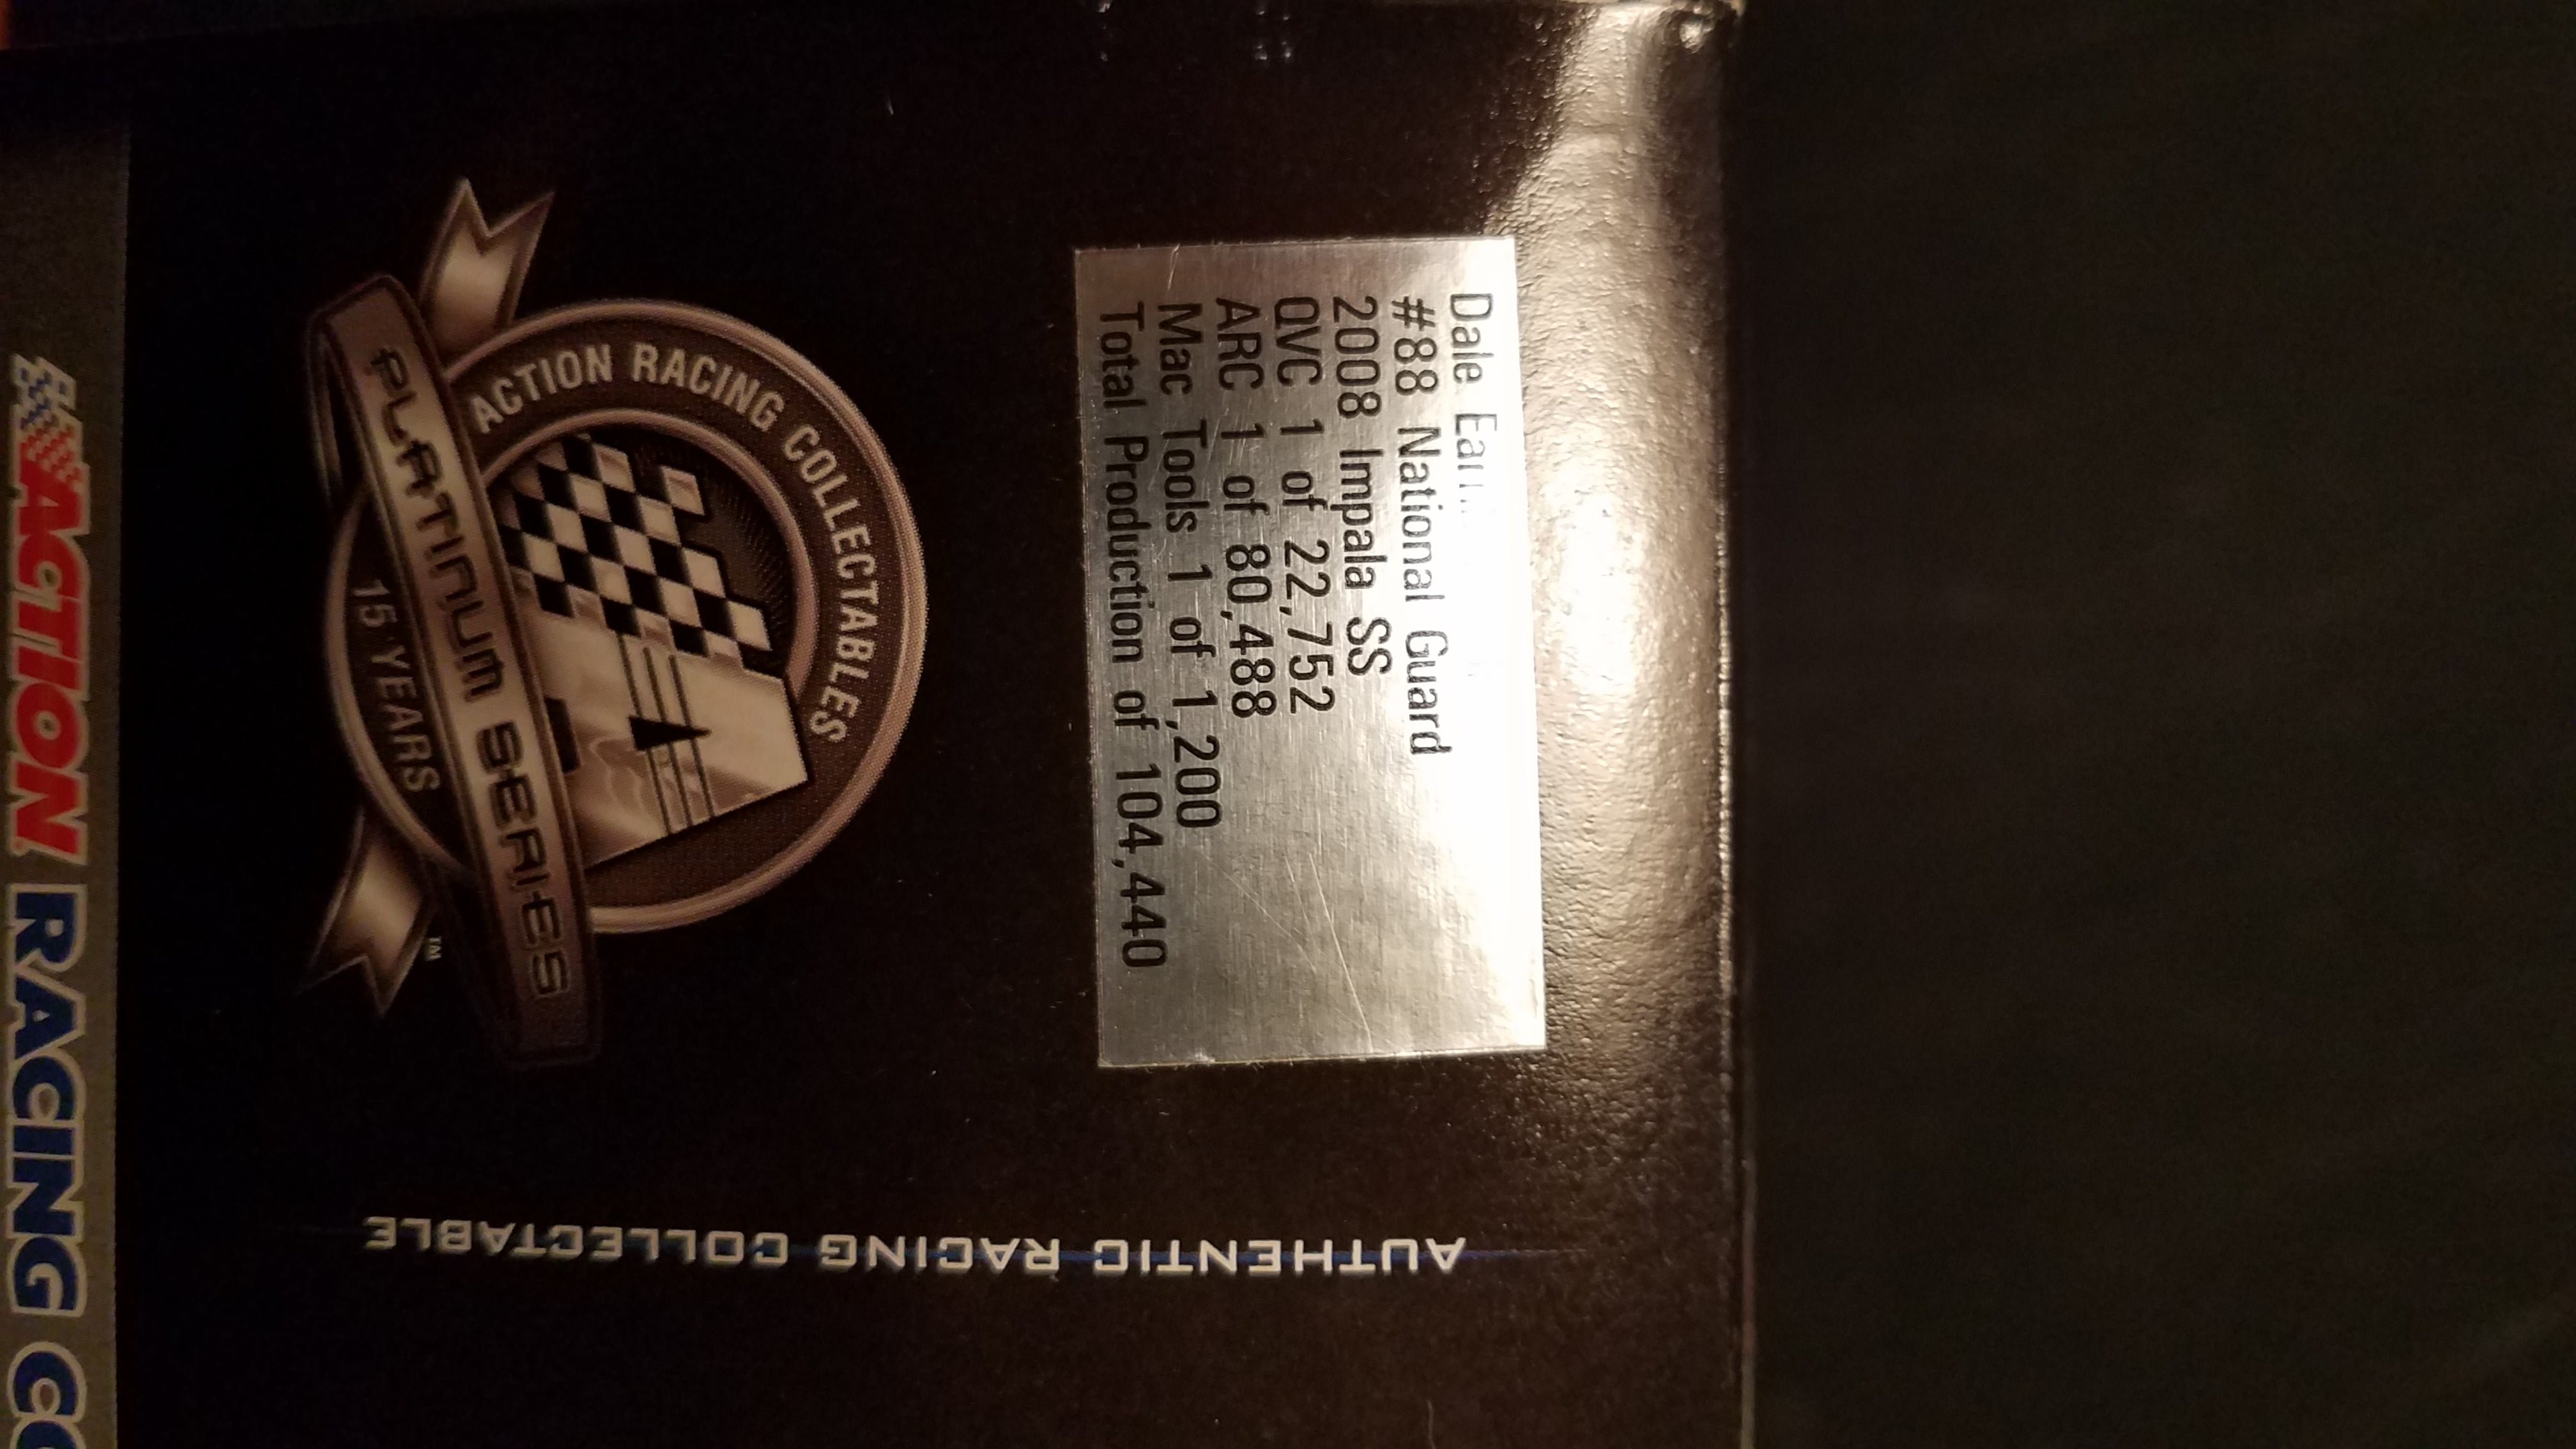 Dale
#88 National Guard
2008 Impala SS
QVC 1 of 22,752
ARC 1 of 80,488
Mac Tools 1 of 1,200
Total Production of 104,440
ACTION RACING COLLECTABLES
PLATINUM SERIES
15 YEARS
TM
ACTION RACING
AUTHENTIC RACING COLLECTABLE